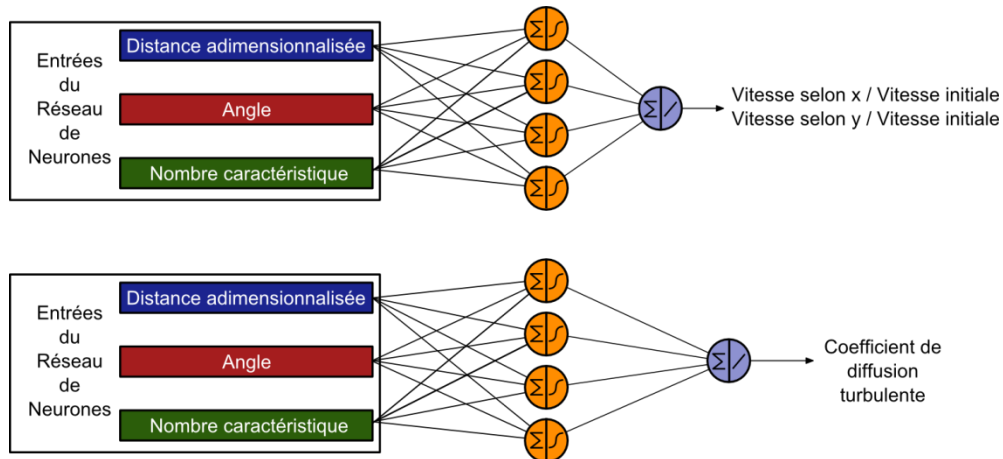 Entrées
du
Réseau
de
Neurones
Distance adimensionnalisée
Angle
Nombre caractéristique
Σ
Σ
Σ
Σ
Σ
Vitesse selon x / Vitesse initiale
Vitesse selon y / Vitesse initiale
Entrées
du
Réseau
de
Neurones
Distance adimensionnalisée
Angle
Nombre caractéristique
Σ
Σ
Σ
Σ
Σ
Coefficient de
diffusion
turbulente